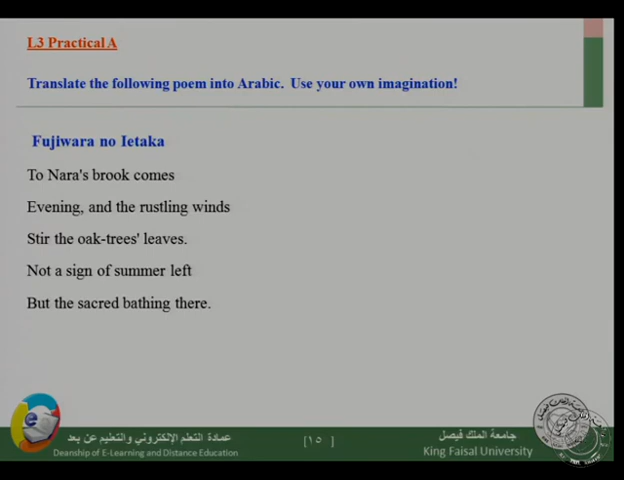 L3 Practical A
Translate the following poem into Arabic. Use your own imagination!
Fujiwara no Ietaka
To Nara's brook comes
Evening, and the rustling winds
Stir the oak-trees' leaves.
Not a sign of summer left
But the sacred bathing there.
عمادة التعلم الإلكتروني والتعليم عن بعد
Deanship of E-Learning and Distance Education
[١٥ ]
جامعة الملك فيصل
King Faisal University